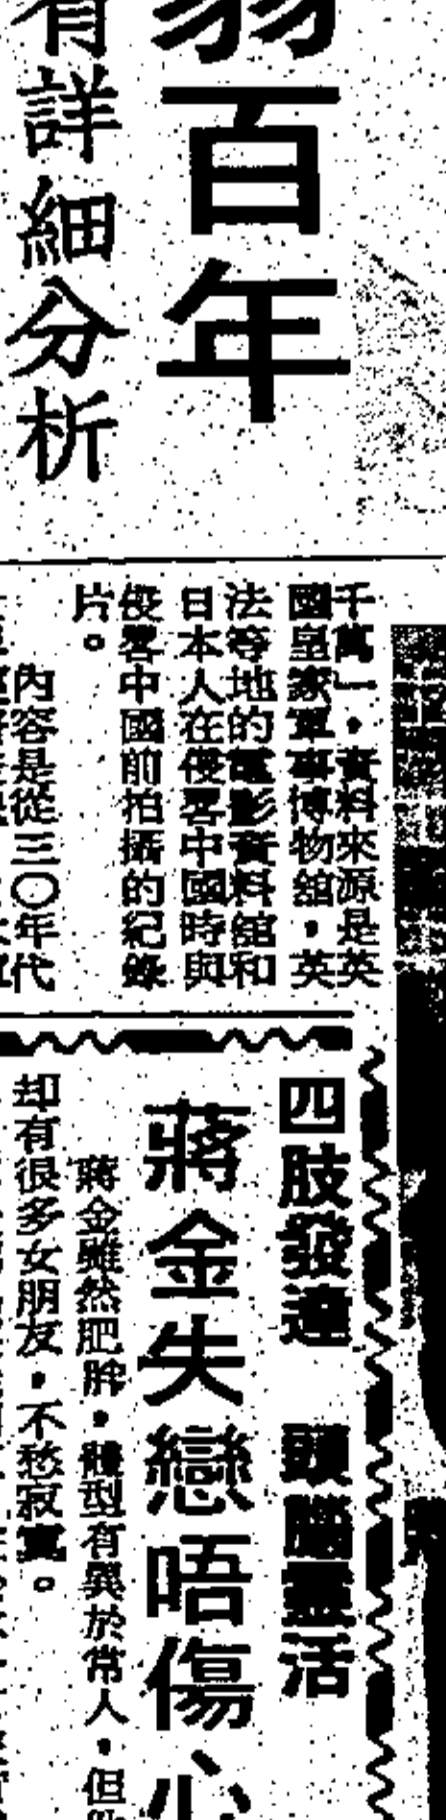 百年
有詳細分析
千萬」,資料來源是英
國皇家軍事博物館,英
法等地的電影資料館和
日本人在侵畧中國時與
侵畧中國前拍攝的紀錄
片。
內容是從三〇年代
四肢發達 頭腦靈活
蔣金失戀唔傷心
蔣金雖然肥胖,體型有異於常人,但
却有很多女朋友,不愁寂寞。